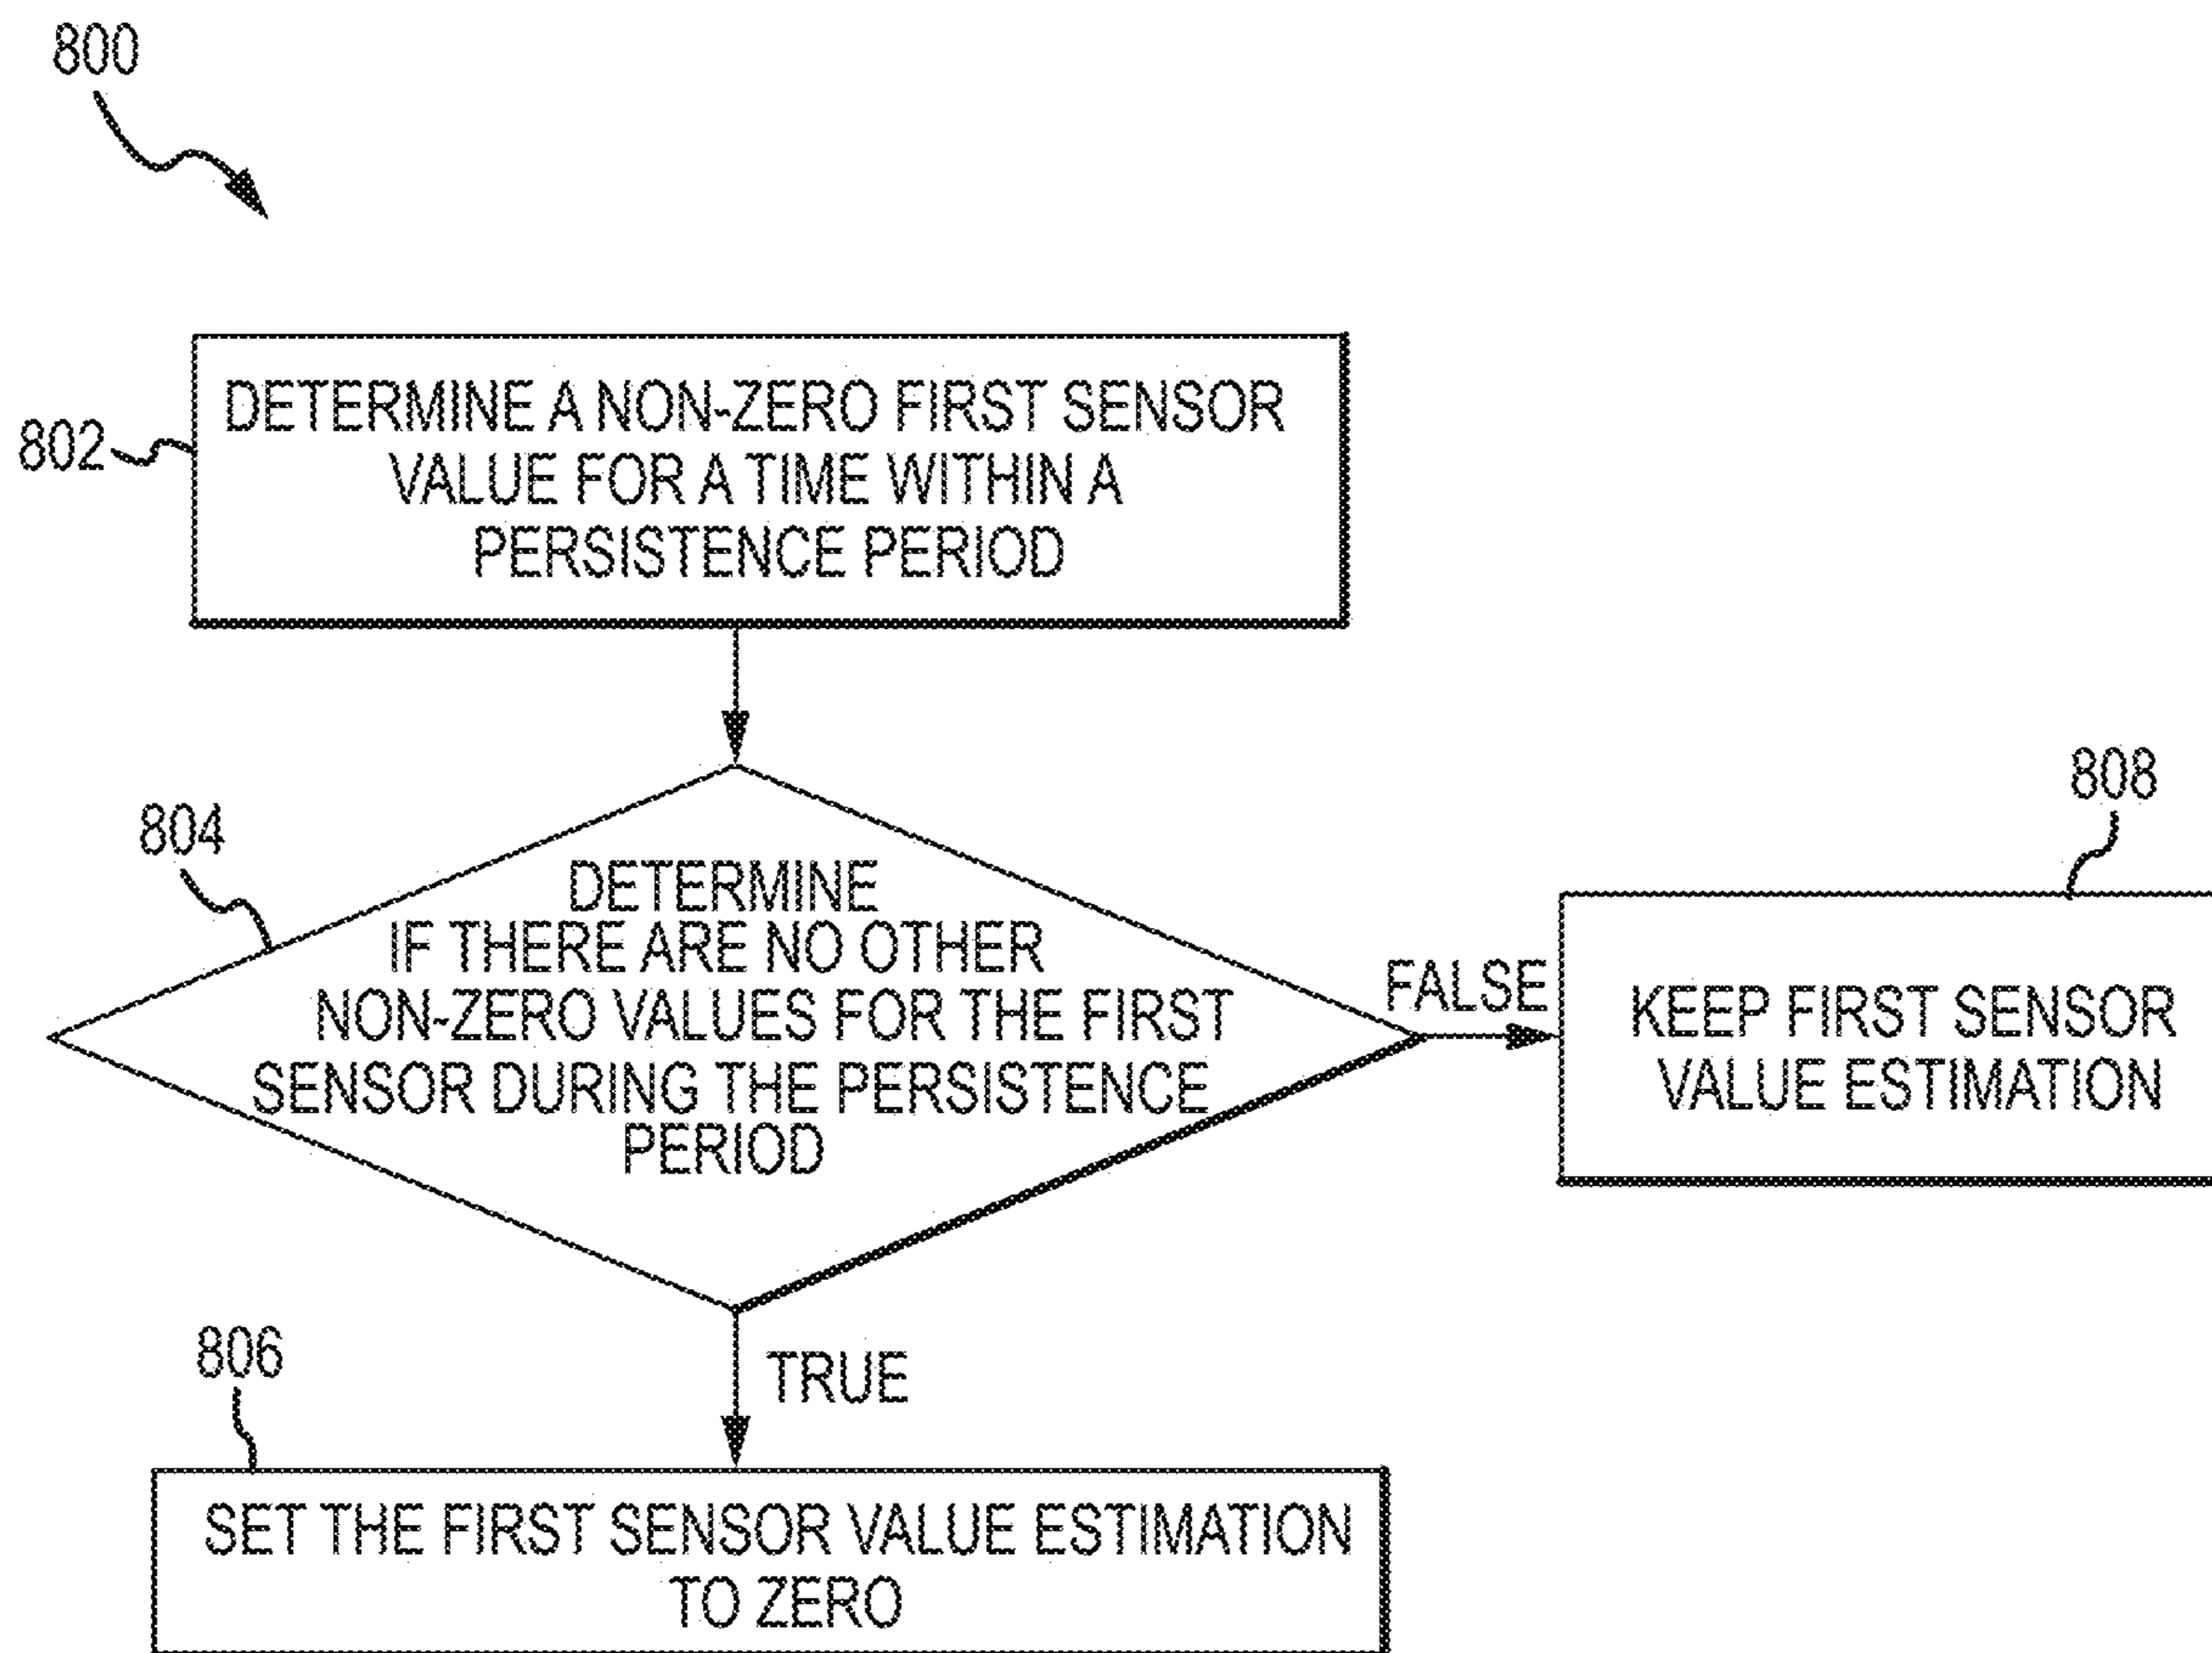 800
802
DETERMINE A NON-ZERO FIRST SENSOR
VALUE FOR A TIME WITHIN A
PERSISTENCE PERIOD
804
DETERMINE
IF THERE ARE NO OTHER
NON-ZERO VALUES FOR THE FIRST
SENSOR DURING THE PERSISTENCE
PERIOD
FALSE
808
KEEP FIRST SENSOR
VALUE ESTIMATION
TRUE
806
SET THE FIRST SENSOR VALUE ESTIMATION
TO ZERO